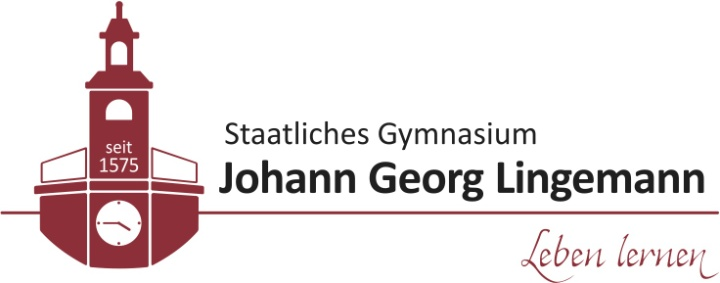 seit
1575
Staatliches Gymnasium
Johann Georg Lingemann
Leben lernen